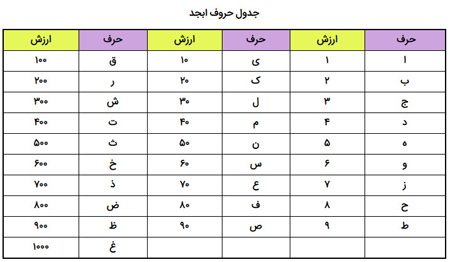 جدول حروف ابجد
حرف ارزش حرف ارزش حرف ارزش
ا ۱ ی ۱۰ ق ۱۰۰
ب ۲ ک ۲۰ ر ۲۰۰
ج ۳ ل ۳۰ ش ۳۰۰
د ۴ م ۴۰ ت ۴۰۰
ه ۵ ن ۵۰ ث ۵۰۰
و ۶ س ۶۰ خ ۶۰۰
ز ۷ ع ۷۰ ذ ۷۰۰
ح ۸ ف ۸۰ ض ۸۰۰
ط ۹ ص ۹۰ ظ ۹۰۰
غ ۱۰۰۰